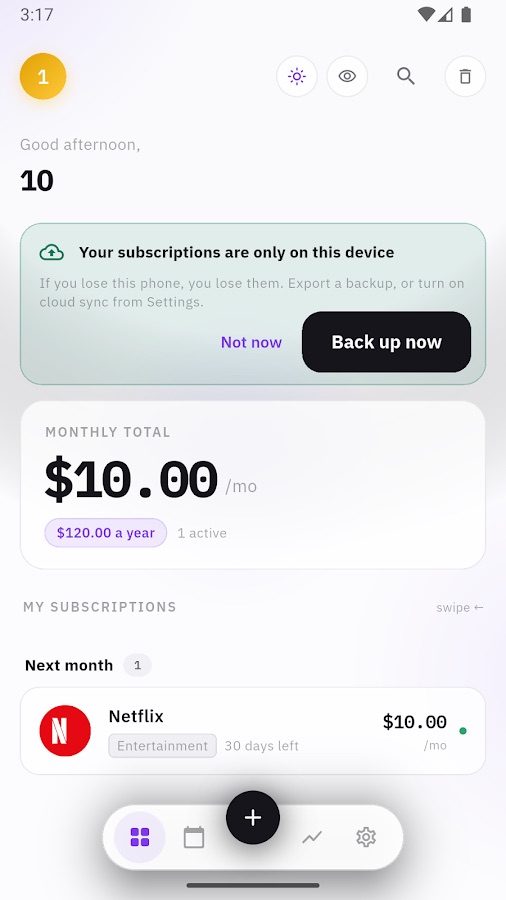 3:17
1
Good afternoon,
10
Your subscriptions are only on this device
If you lose this phone, you lose them. Export a backup, or turn on
cloud sync from Settings.
Not now
Back up now
MONTHLY TOTAL
$10.00 /mo
$120.00 a year 1 active
MY SUBSCRIPTIONS swipe ←
Next month 1
N
Netflix $10.00
Entertainment 30 days left /mo